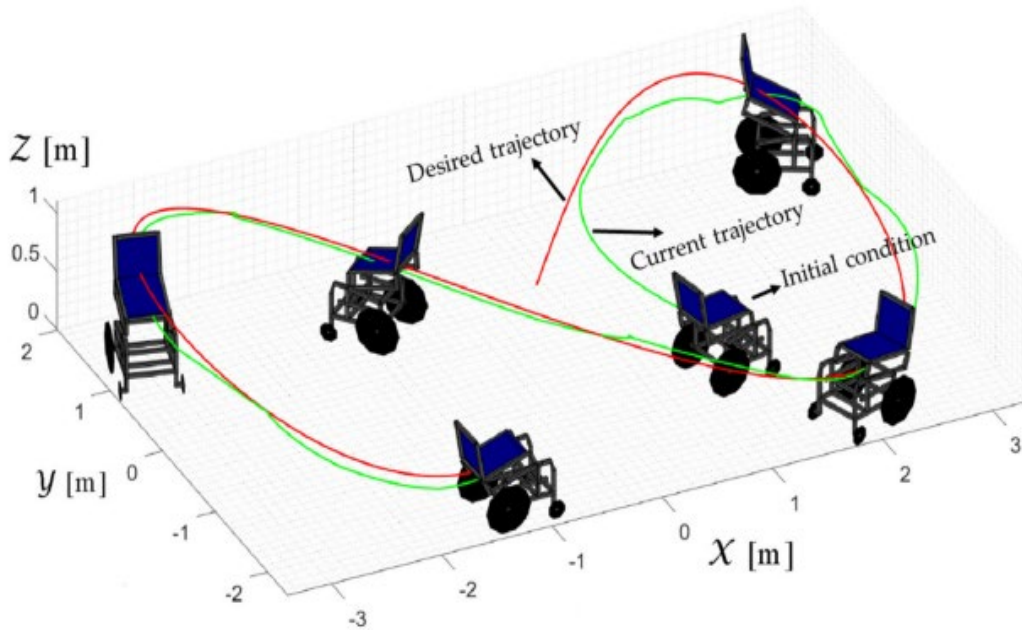 Desired trajectory
Current trajectory
Initial condition
Z [m]
1
0.5
0
2
1
0
-1
-2
y [m]
-3
-2
-1
0
1
2
3
X [m]